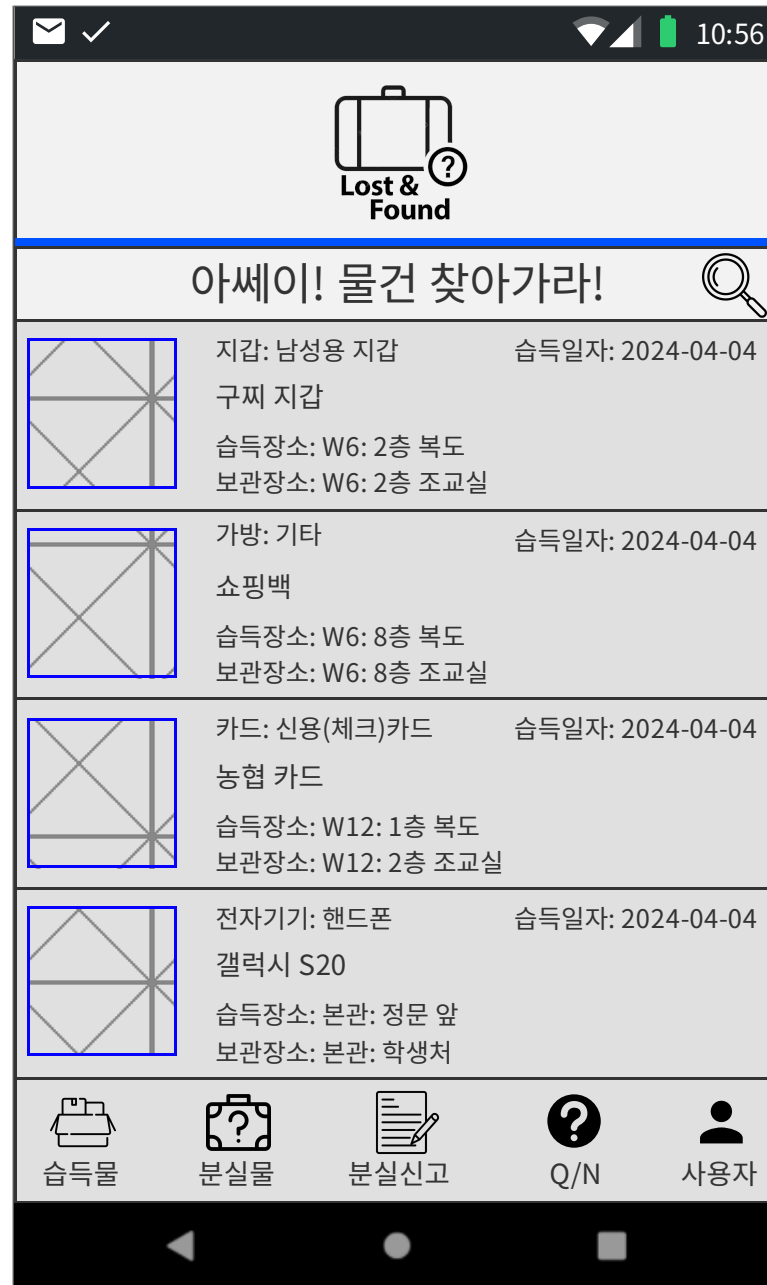 10:56
Lost &
Found
아쎄이! 물건 찾아가라!
지갑: 남성용 지갑 습득일자: 2024-04-04
구찌 지갑
습득장소: W6: 2층 복도
보관장소: W6: 2층 조교실
가방: 기타 습득일자: 2024-04-04
쇼핑백
습득장소: W6: 8층 복도
보관장소: W6: 8층 조교실
카드: 신용(체크)카드 습득일자: 2024-04-04
농협 카드
습득장소: W12: 1층 복도
보관장소: W12: 2층 조교실
전자기기: 핸드폰 습득일자: 2024-04-04
갤럭시 S20
습득장소: 본관: 정문 앞
보관장소: 본관: 학생처
습득물 분실물 분실신고 Q/N 사용자